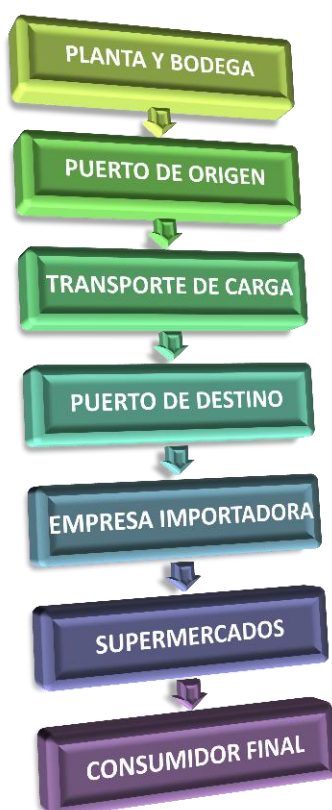 PLANTA Y BODEGA
PUERTO DE ORIGEN
TRANSPORTE DE CARGA
PUERTO DE DESTINO
EMPRESA IMPORTADORA
SUPERMERCADOS
CONSUMIDOR FINAL